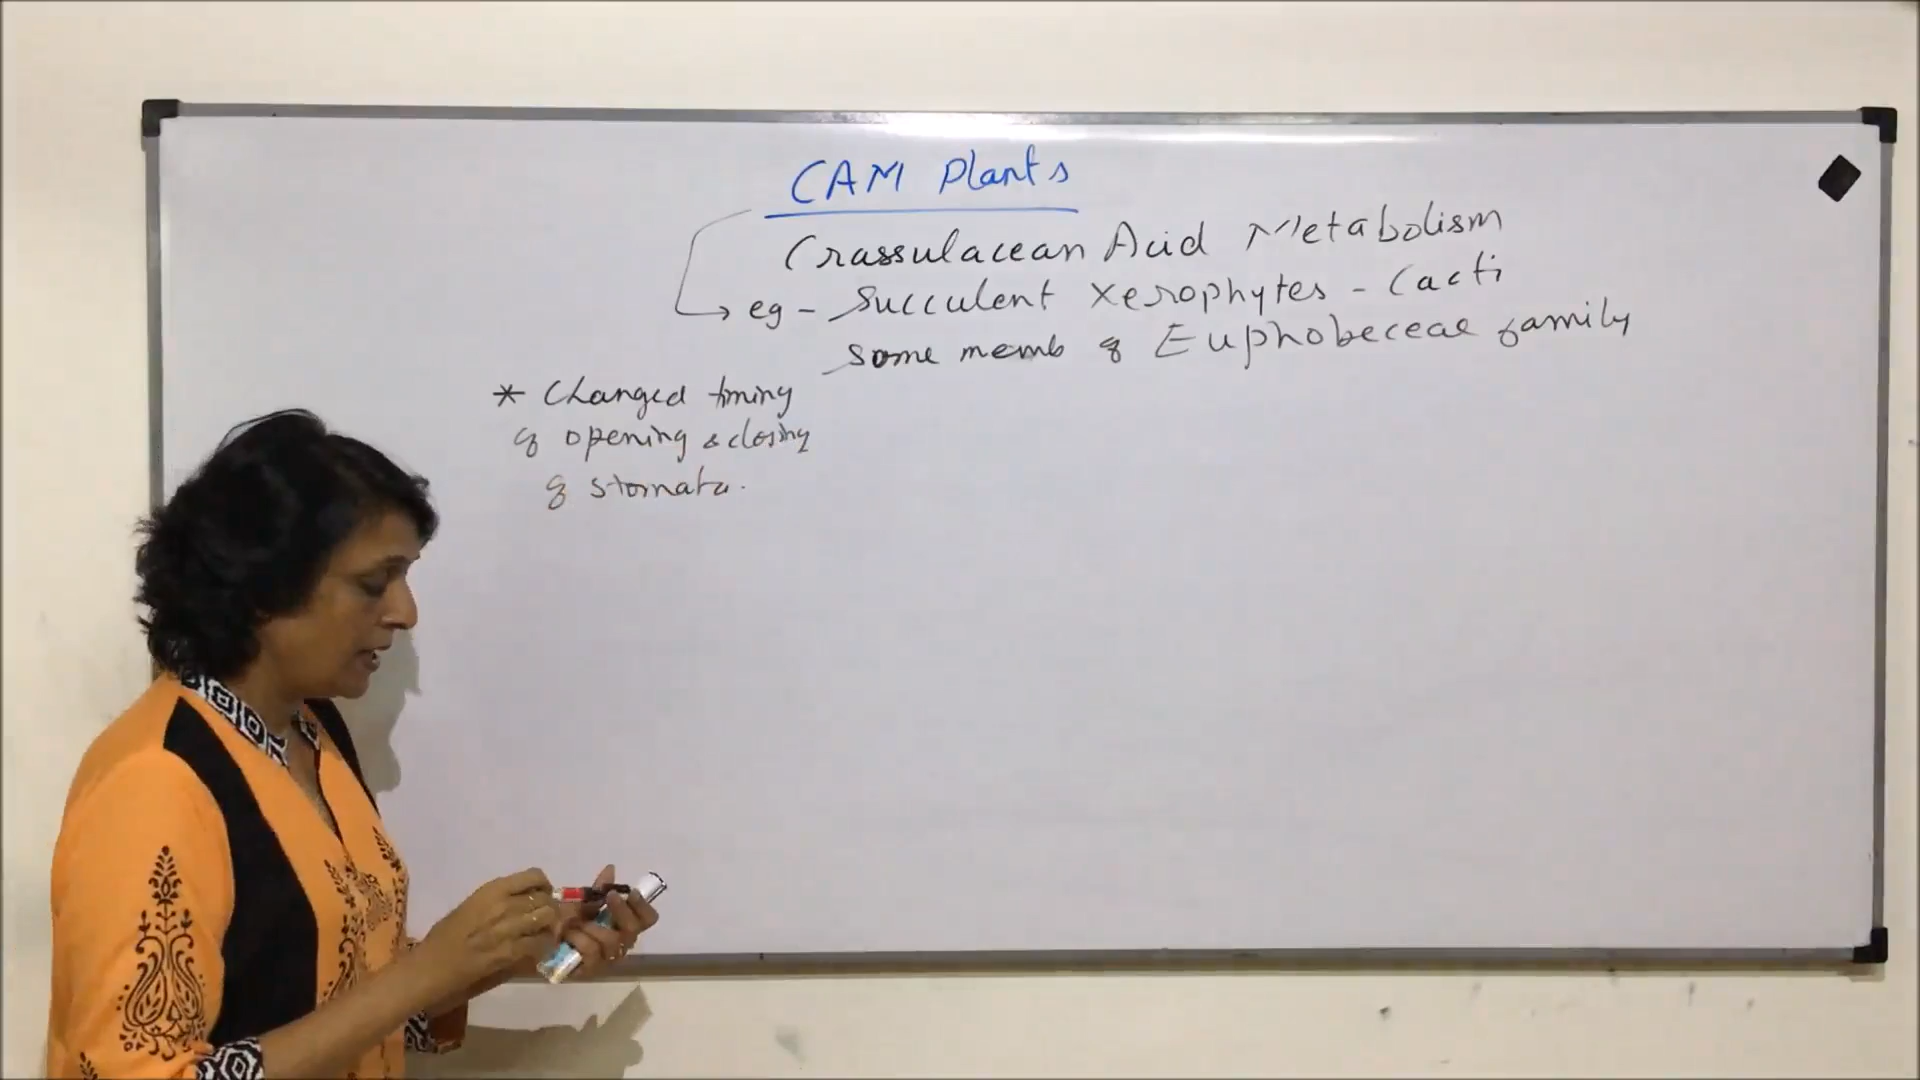 CAM Plants
Crassulacean Acid Metabolism
eg - Succulent Xerophytes - Cacti
some memb of Euphobeceae family
* Changed timing
of opening & closing
of stomata.